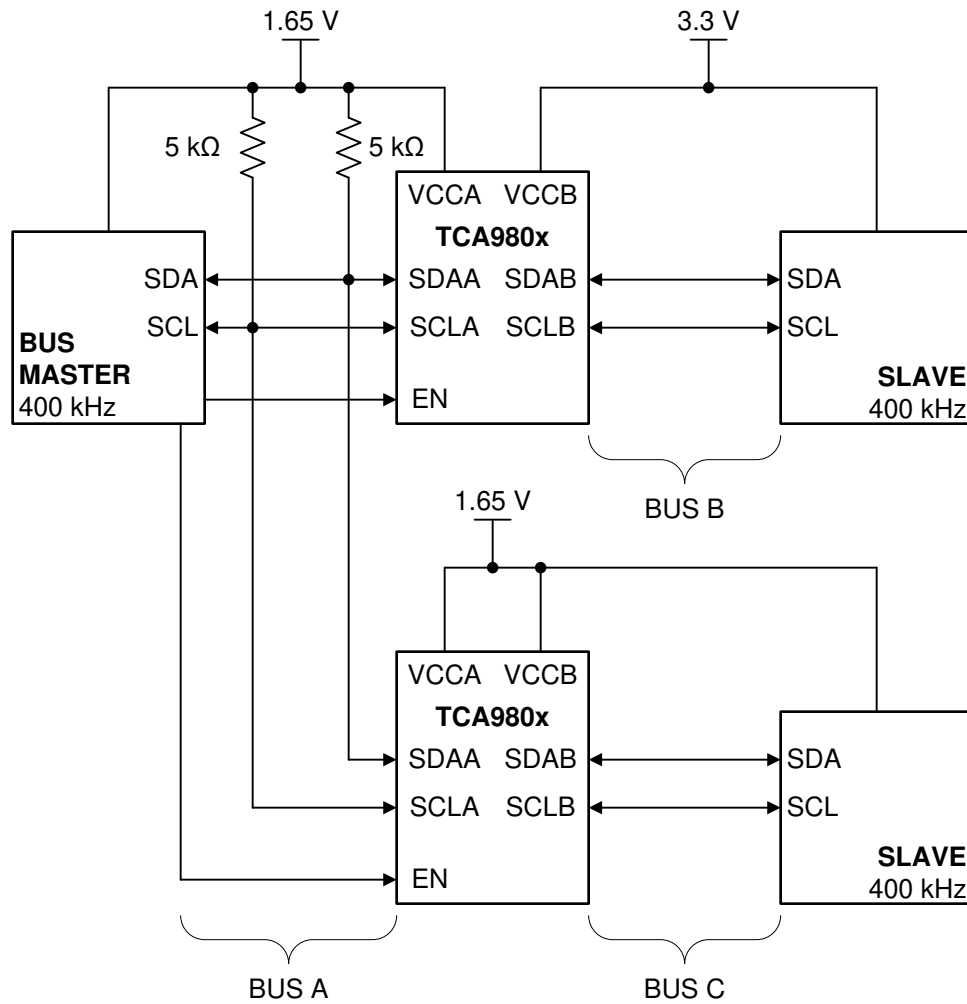 1.65 V
3.3 V
5 kΩ
5 kΩ
VCCA
VCCB
TCA980x
SDA
SDAA
SDAB
SDA
SCL
SCLA
SCLB
SCL
BUS
MASTER
400 kHz
EN
SLAVE
400 kHz
BUS B
1.65 V
VCCA
VCCB
TCA980x
SDAA
SDAB
SDA
SCLA
SCLB
SCL
EN
SLAVE
400 kHz
BUS A
BUS C